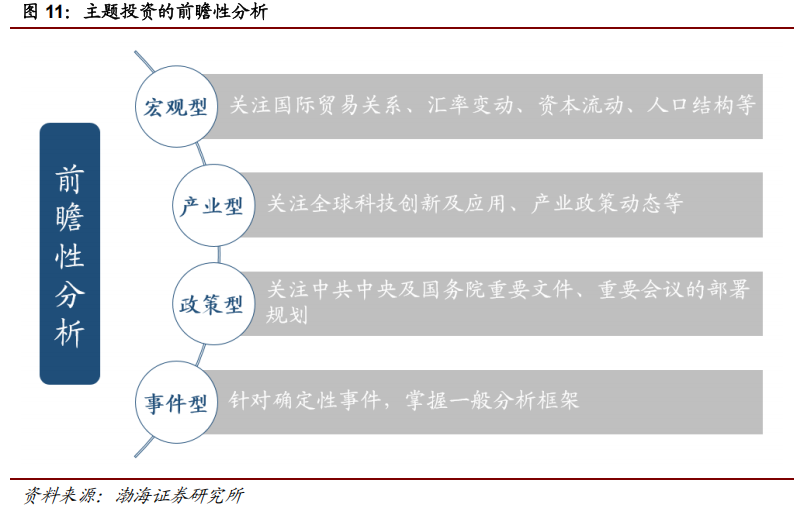 图 11：主题投资的前瞻性分析
前瞻性分析
宏观型
关注国际贸易关系、汇率变动、资本流动、人口结构等
产业型
关注全球科技创新及应用、产业政策动态等
政策型
关注中共中央及国务院重要文件、重要会议的部署
规划
事件型
针对确定性事件，掌握一般分析框架
资料来源：渤海证券研究所